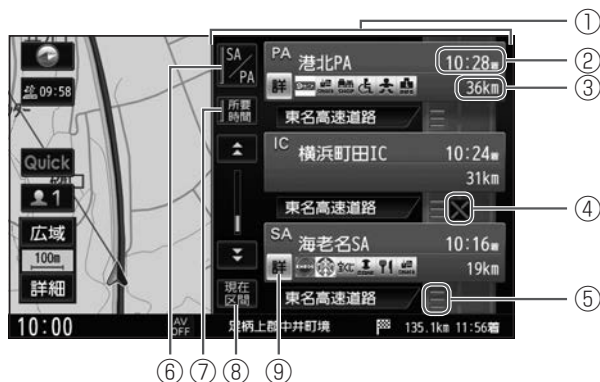 ①
②
③
④
⑤
⑥
⑦
⑧
⑨
09:58
Quick
1
広域
100m
詳細
SA/PA
所要
時間
現在
区間
PA 港北PA 10:28
詳 36km
東名高速道路
IC 横浜町田IC 10:24
31km
東名高速道路
SA 海老名SA 10:16
詳 19km
東名高速道路
10:00
AV
OFF
足柄上郡中井町境
135.1km 11:56着